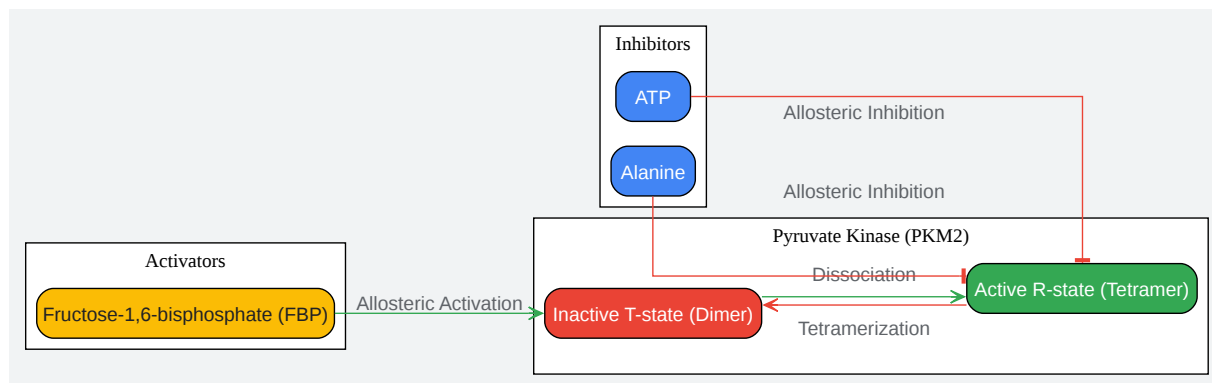 Inhibitors
ATP
Allosteric Inhibition
Alanine
Allosteric Inhibition
Pyruvate Kinase (PKM2)
Activators
Dissociation
Active R-state (Tetramer)
Fructose-1,6-bisphosphate (FBP)
Allosteric Activation
Inactive T-state (Dimer)
Tetramerization